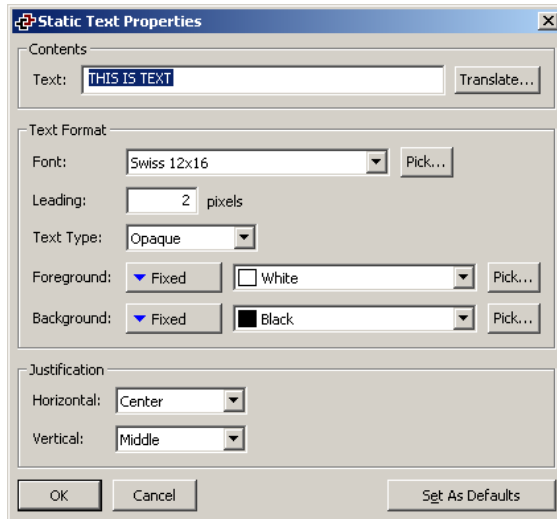 Static Text Properties
Contents
Text: THIS IS TEXT Translate...
Text Format
Font: Swiss 12x16 Pick...
Leading: 2 pixels
Text Type: Opaque
Foreground: Fixed White Pick...
Background: Fixed Black Pick...
Justification
Horizontal: Center
Vertical: Middle
OK Cancel Set As Defaults